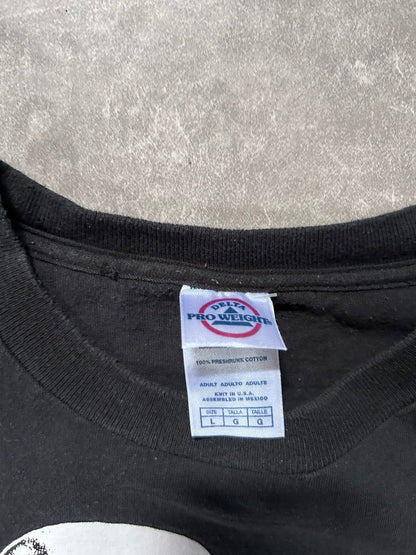 DELTA
PRO WEIGHT
100% PRESHRUNK COTTON
ADULT ADULTO ADULTE
KNIT IN U.S.A.
ASSEMBLED IN MEXICO
SIZE TALLA TAILLE
L G G